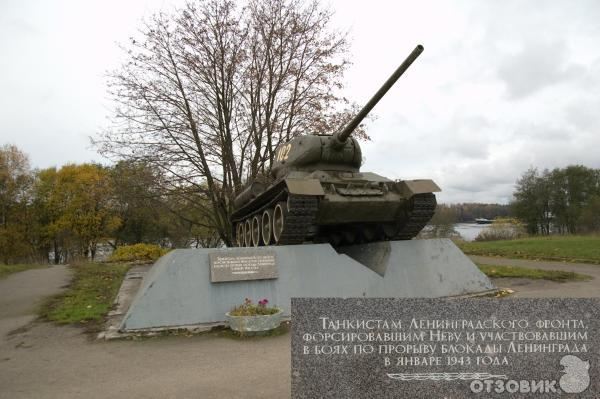 Танкистам Ленинградского фронта,
форсировавшим Неву и участвовавшим
в боях по прорыву блокады Ленинграда
в январе 1943 года
ОТЗОВИК